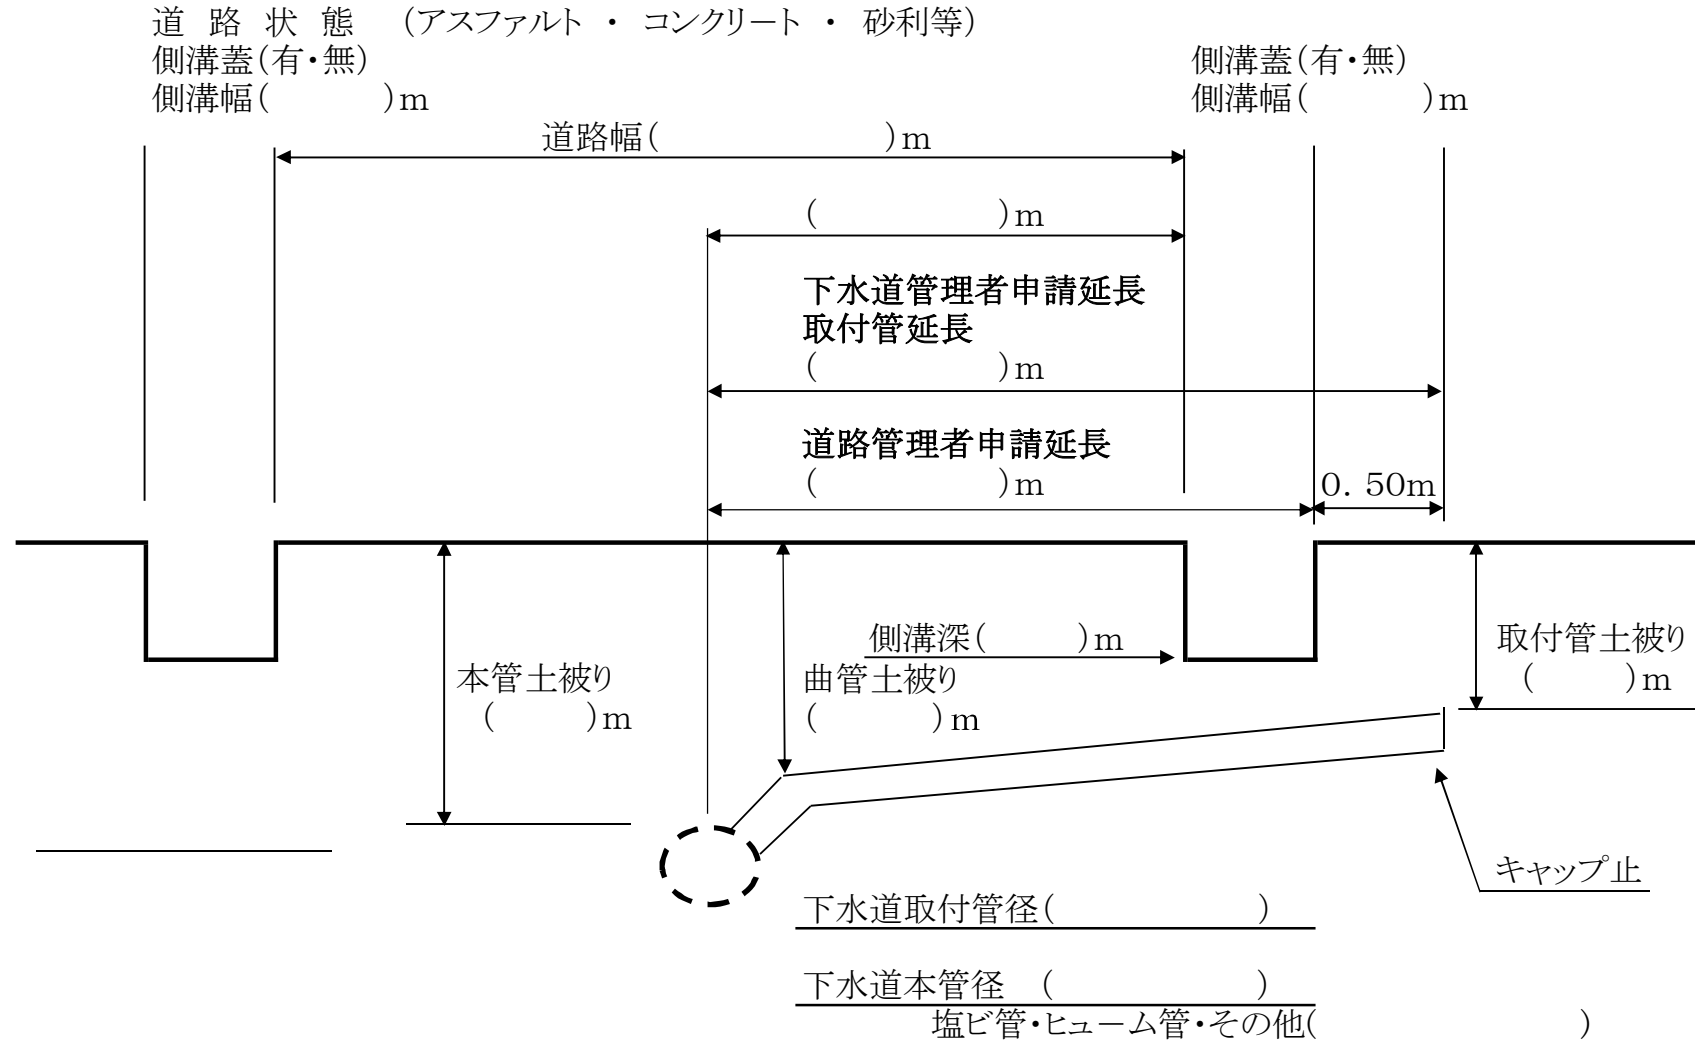 道　路　状　態　（アスファルト　・　コンクリート　・　砂利等）
側溝蓋（有・無）
側溝幅（　　　　）m
側溝蓋（有・無）
側溝幅（　　　　）m
道路幅（　　　　　　　）m
（　　　　　　）m
下水道管理者申請延長
取付管延長
（　　　　　　）m
道路管理者申請延長
（　　　　　　）m
0．50m
側溝深（　　　）m
取付管土被り
（　　　）m
本管土被り
（　　　）m
曲管土被り
（　　　　）m
キャップ止
下水道取付管径（　　　　　　　）
下水道本管径　（　　　　　　　）
塩ビ管・ヒューム管・その他（　　　　　　　　　）